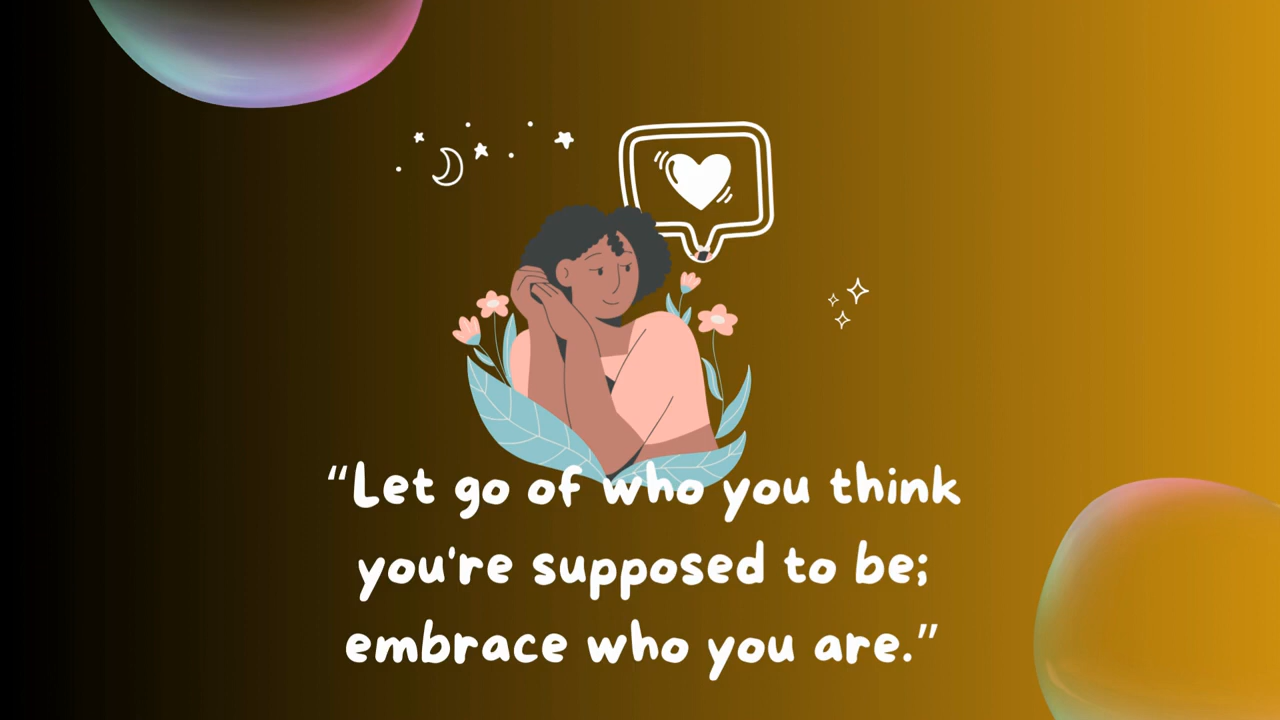 “Let go of who you think
you're supposed to be;
embrace who you are.”